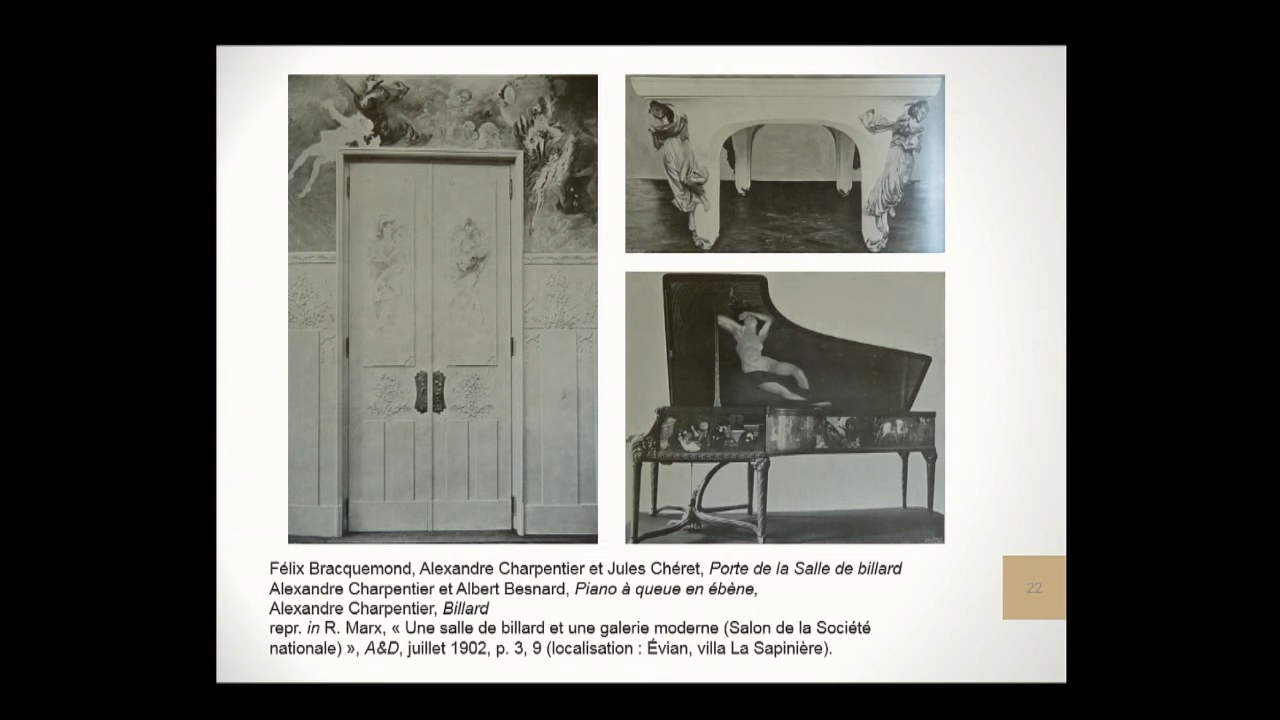 Félix Bracquemond, Alexandre Charpentier et Jules Chéret, Porte de la Salle de billard
Alexandre Charpentier et Albert Besnard, Piano à queue en ébène,
Alexandre Charpentier, Billard
repr. in R. Marx, « Une salle de billard et une galerie moderne (Salon de la Société
nationale) », A&D, juillet 1902, p. 3, 9 (localisation : Évian, villa La Sapinière).
22